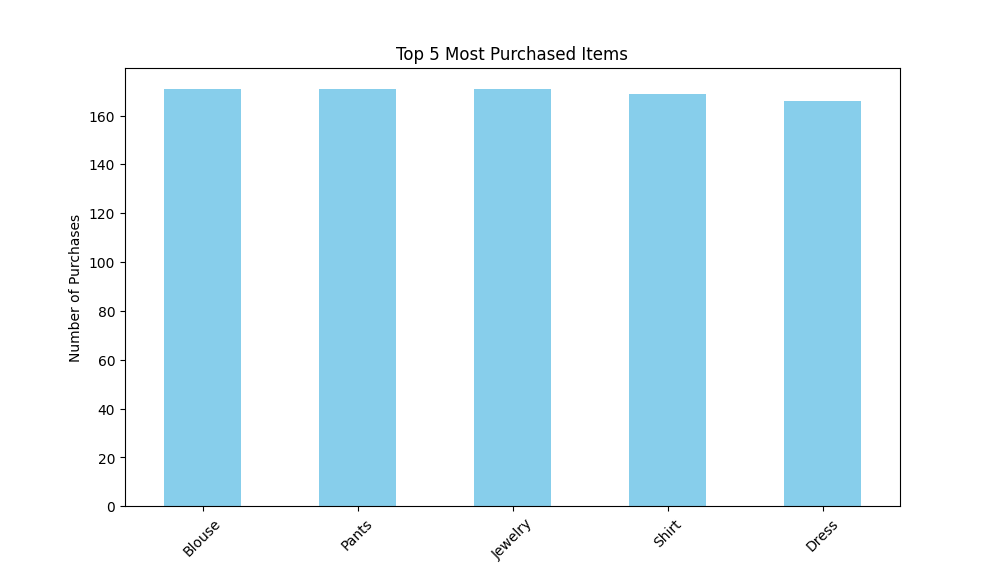 Top 5 Most Purchased Items
Number of Purchases
160
140
120
100
80
60
40
20
0
Blouse
Pants
Jewelry
Shirt
Dress